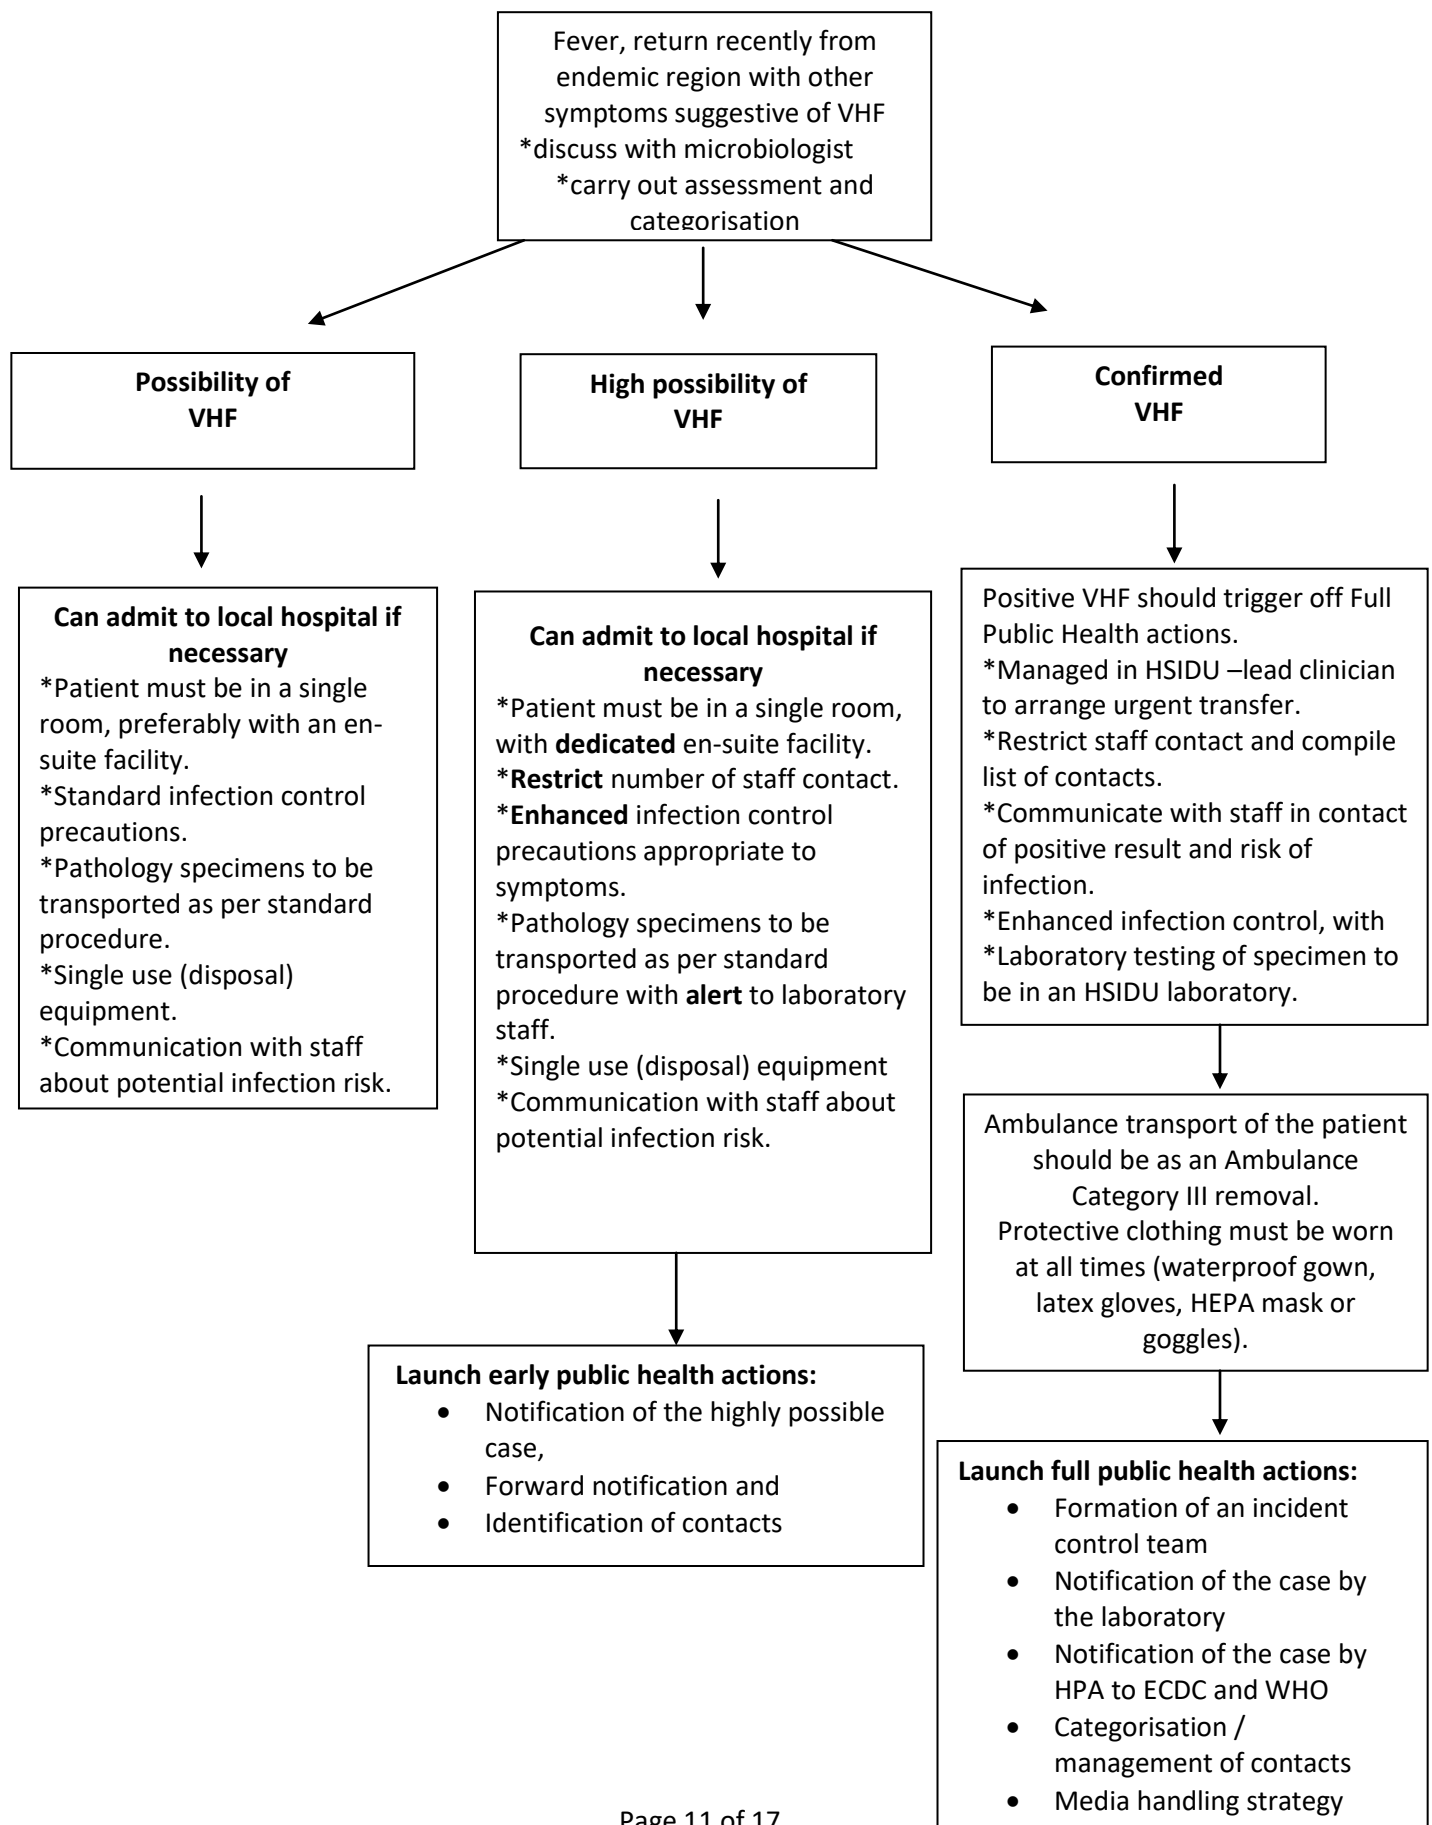 Fever, return recently from
endemic region with other
symptoms suggestive of VHF
*discuss with microbiologist
*carry out assessment and
categorisation
Possibility of
VHF
High possibility of
VHF
Confirmed
VHF
Can admit to local hospital if
necessary
*Patient must be in a single
room, preferably with an en-
suite facility.
*Standard infection control
precautions.
*Pathology specimens to be
transported as per standard
procedure.
*Single use (disposal)
equipment.
*Communication with staff
about potential infection risk.
Can admit to local hospital if
necessary
*Patient must be in a single room,
with dedicated en-suite facility.
*Restrict number of staff contact.
*Enhanced infection control
precautions appropriate to
symptoms.
*Pathology specimens to be
transported as per standard
procedure with alert to laboratory
staff.
*Single use (disposal) equipment
*Communication with staff about
potential infection risk.
Positive VHF should trigger off Full
Public Health actions.
*Managed in HSIDU –lead clinician
to arrange urgent transfer.
*Restrict staff contact and compile
list of contacts.
*Communicate with staff in contact
of positive result and risk of
infection.
*Enhanced infection control, with
*Laboratory testing of specimen to
be in an HSIDU laboratory.
Ambulance transport of the patient
should be as an Ambulance
Category III removal.
Protective clothing must be worn
at all times (waterproof gown,
latex gloves, HEPA mask or
goggles).
Launch early public health actions:
• Notification of the highly possible
case,
• Forward notification and
• Identification of contacts
Launch full public health actions:
• Formation of an incident
control team
• Notification of the case by
the laboratory
• Notification of the case by
HPA to ECDC and WHO
• Categorisation /
management of contacts
• Media handling strategy
Page 11 of 17